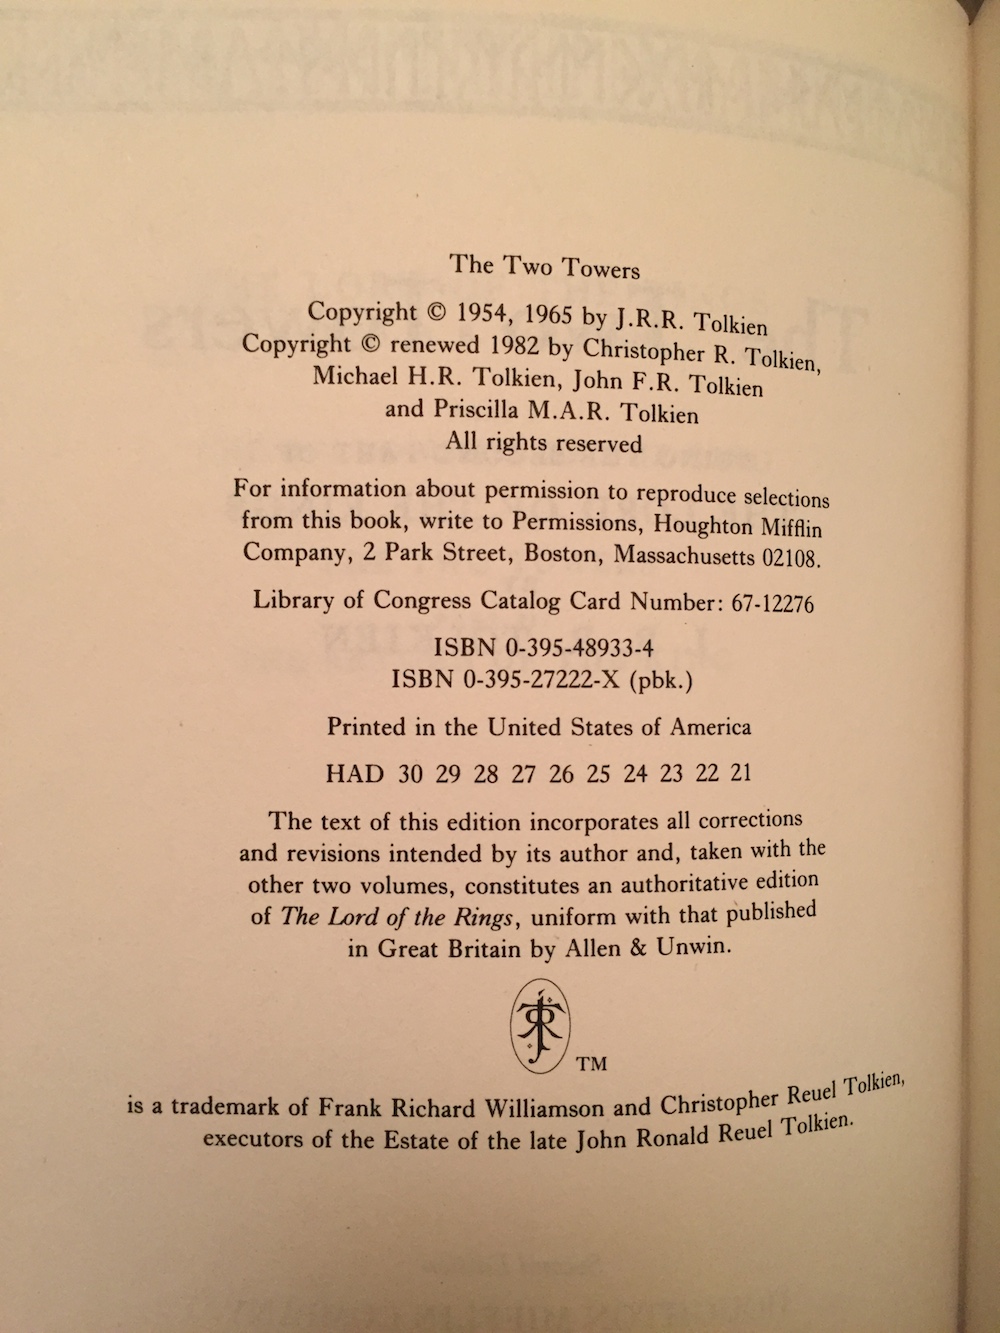 The Two Towers
Copyright © 1954, 1965 by J.R.R. Tolkien
Copyright © renewed 1982 by Christopher R. Tolkien,
Michael H.R. Tolkien, John F.R. Tolkien
and Priscilla M.A.R. Tolkien
All rights reserved
For information about permission to reproduce selections
from this book, write to Permissions, Houghton Mifflin
Company, 2 Park Street, Boston, Massachusetts 02108.
Library of Congress Catalog Card Number: 67-12276
ISBN 0-395-48933-4
ISBN 0-395-27222-X (pbk.)
Printed in the United States of America
HAD 30 29 28 27 26 25 24 23 22 21
The text of this edition incorporates all corrections
and revisions intended by its author and, taken with the
other two volumes, constitutes an authoritative edition
of The Lord of the Rings, uniform with that published
in Great Britain by Allen & Unwin.
TM
is a trademark of Frank Richard Williamson and Christopher Reuel Tolkien,
executors of the Estate of the late John Ronald Reuel Tolkien.